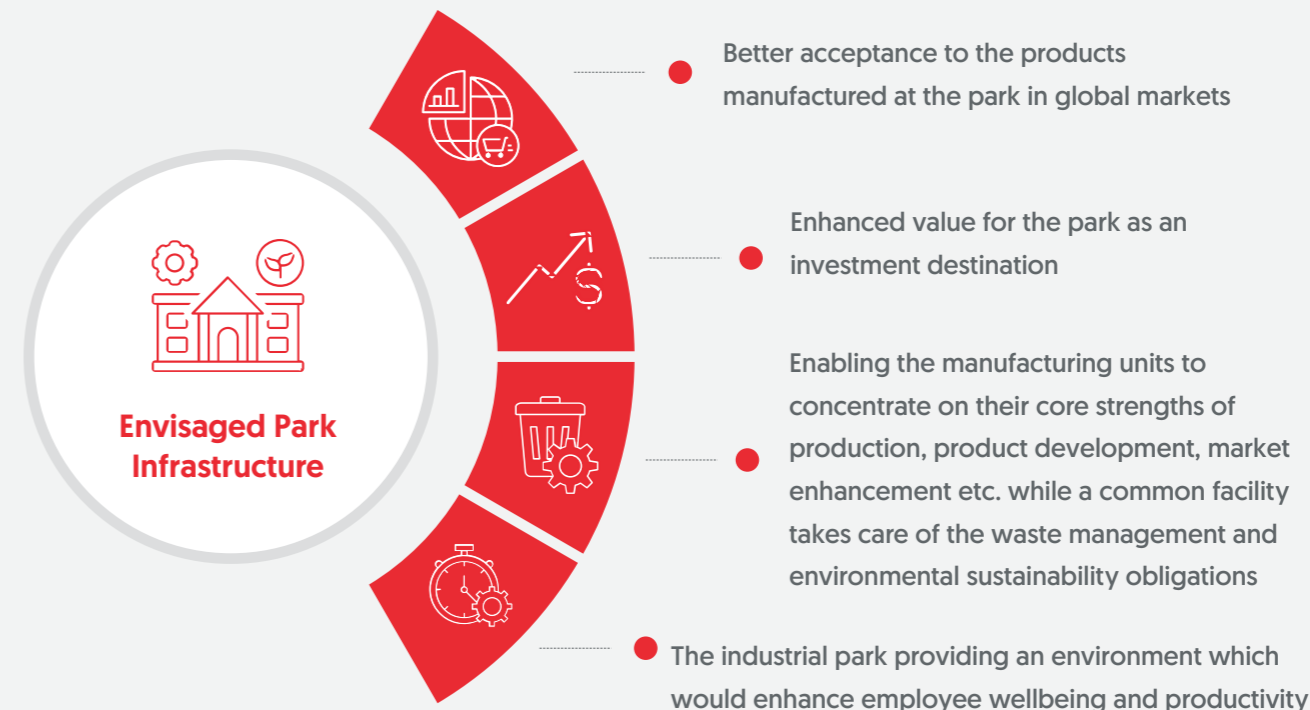 Better acceptance to the products
manufactured at the park in global markets
Enhanced value for the park as an
investment destination
Envisaged Park
Infrastructure
Enabling the manufacturing units to
concentrate on their core strengths of
production, product development, market
enhancement etc. while a common facility
takes care of the waste management and
environmental sustainability obligations
The industrial park providing an environment which
would enhance employee wellbeing and productivity